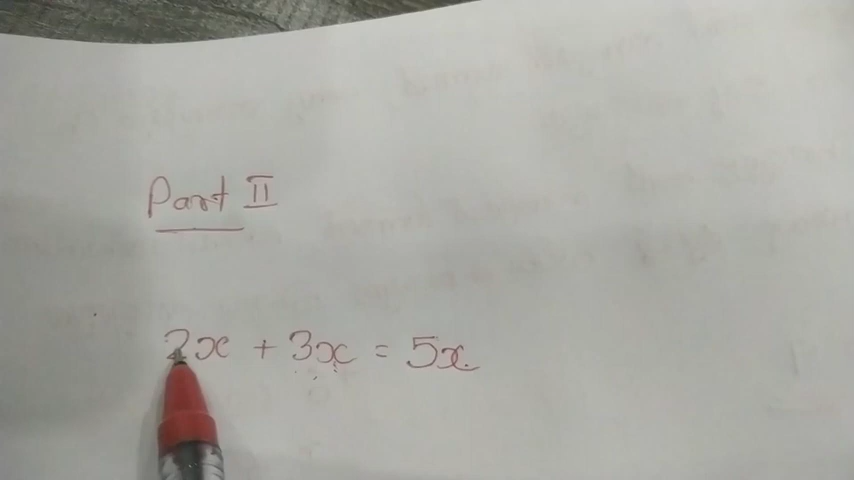 Part II
2x + 3x = 5x